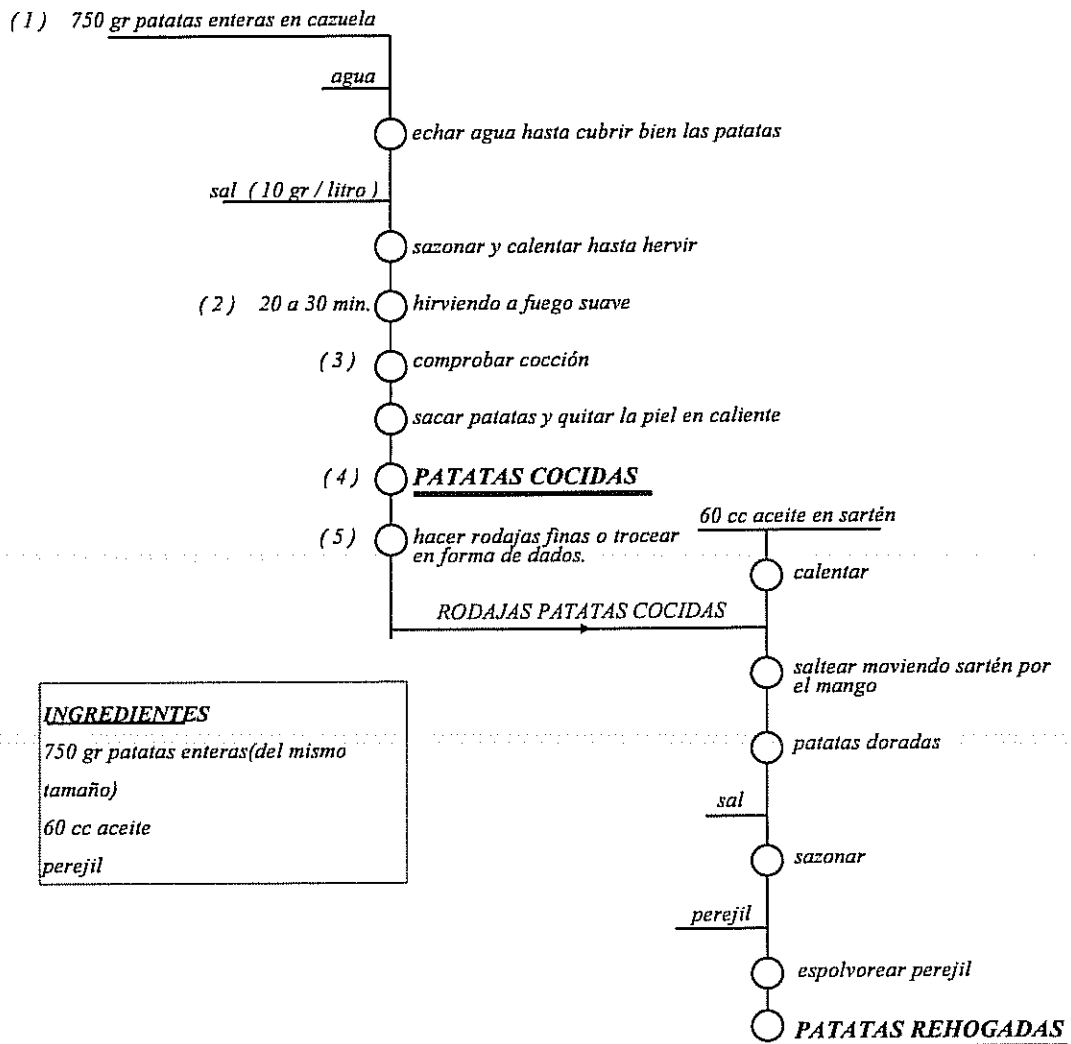 (1) 750 gr patatas enteras en cazuela
agua
echar agua hasta cubrir bien las patatas
sal (10 gr / litro)
sazonar y calentar hasta hervir
(2) 20 a 30 min. hirviendo a fuego suave
(3) comprobar cocción
sacar patatas y quitar la piel en caliente
(4) PATATAS COCIDAS
(5) hacer rodajas finas o trocear
en forma de dados.
60 cc aceite en sartén
calentar
RODAJAS PATATAS COCIDAS
saltear moviendo sartén por
el mango
patatas doradas
sal
sazonar
perejil
espolvorear perejil
PATATAS REHOGADAS
INGREDIENTES
750 gr patatas enteras(del mismo
tamaño)
60 cc aceite
perejil